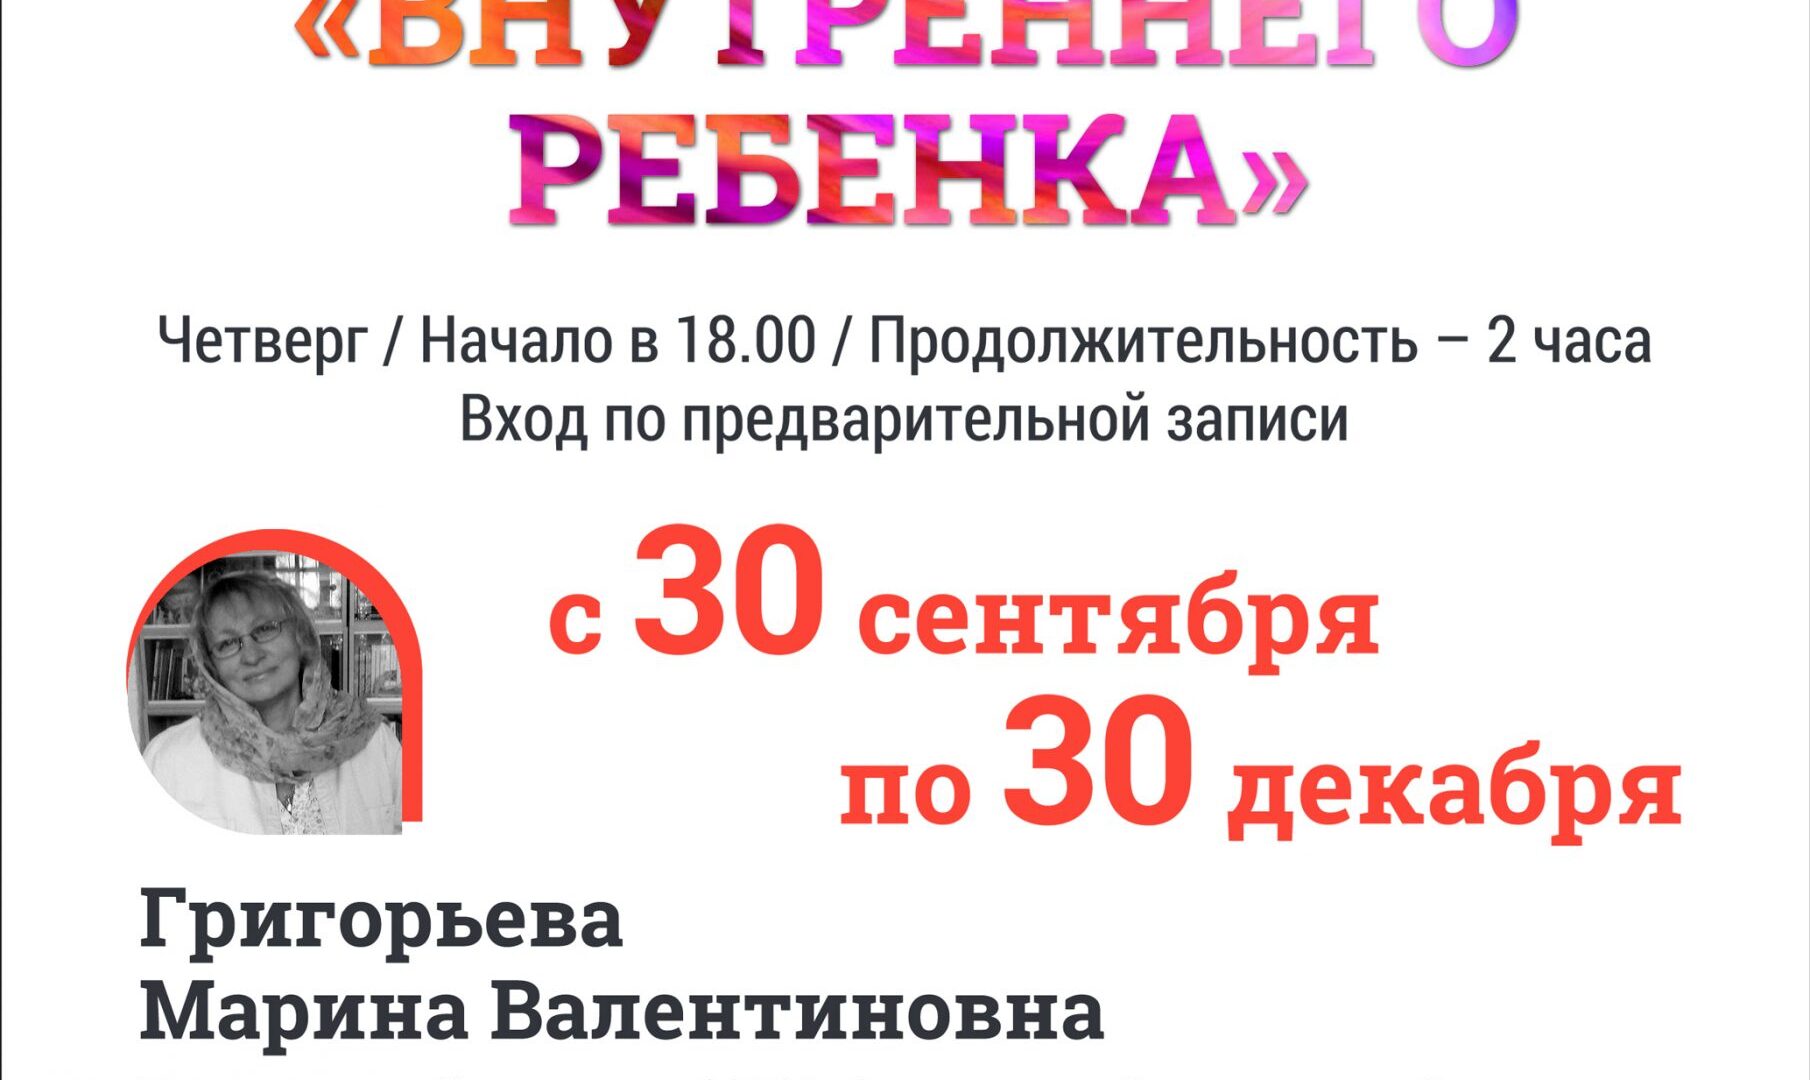 «ВНУТРЕННЕГО
РЕБЕНКА»
Четверг / Начало в 18.00 / Продолжительность – 2 часа
Вход по предварительной записи
с 30 сентября
по 30 декабря
Григорьева
Марина Валентиновна